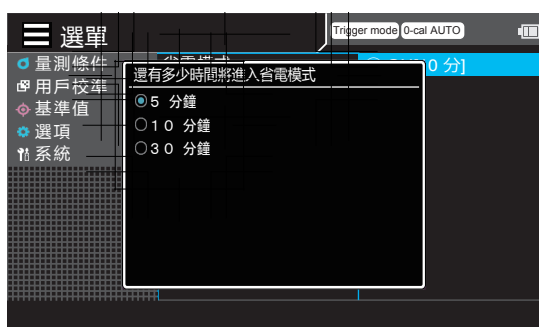 選單
Trigger mode 0-cal AUTO
量測條件
0 分]
用戶校準
基準值
選項
系統
還有多少時間將進入省電模式
5 分鐘
10 分鐘
30 分鐘